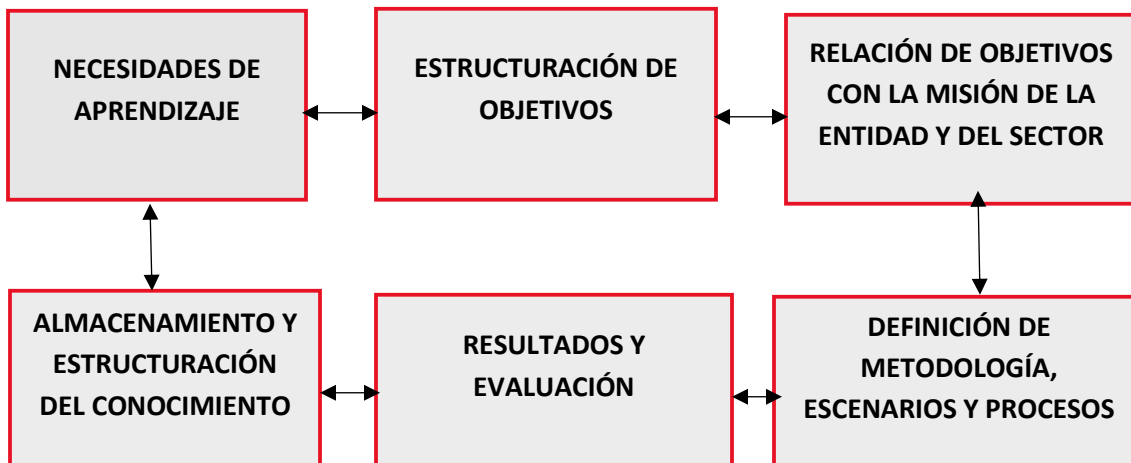 NECESIDADES DE
APRENDIZAJE
ESTRUCTURACIÓN DE
OBJETIVOS
RELACIÓN DE OBJETIVOS
CON LA MISIÓN DE LA
ENTIDAD Y DEL SECTOR
ALMACENAMIENTO Y
ESTRUCTURACIÓN
DEL CONOCIMIENTO
RESULTADOS Y
EVALUACIÓN
DEFINICIÓN DE
METODOLOGÍA,
ESCENARIOS Y PROCESOS